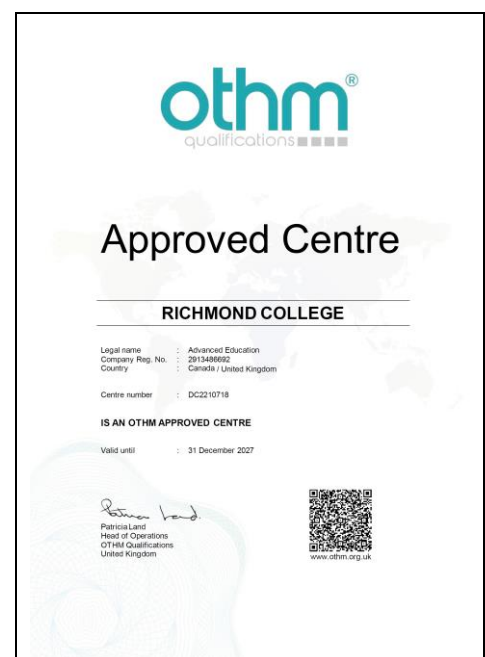 othm®
qualifications
Approved Centre
RICHMOND COLLEGE
Legal name : Advanced Education
Company Reg. No. : 2913486692
Country : Canada / United Kingdom
Centre number : DC2210718
IS AN OTHM APPROVED CENTRE
Valid until : 31 December 2027
Patricia Land
Patricia Land
Head of Operations
OTHM Qualifications
United Kingdom
www.othm.org.uk